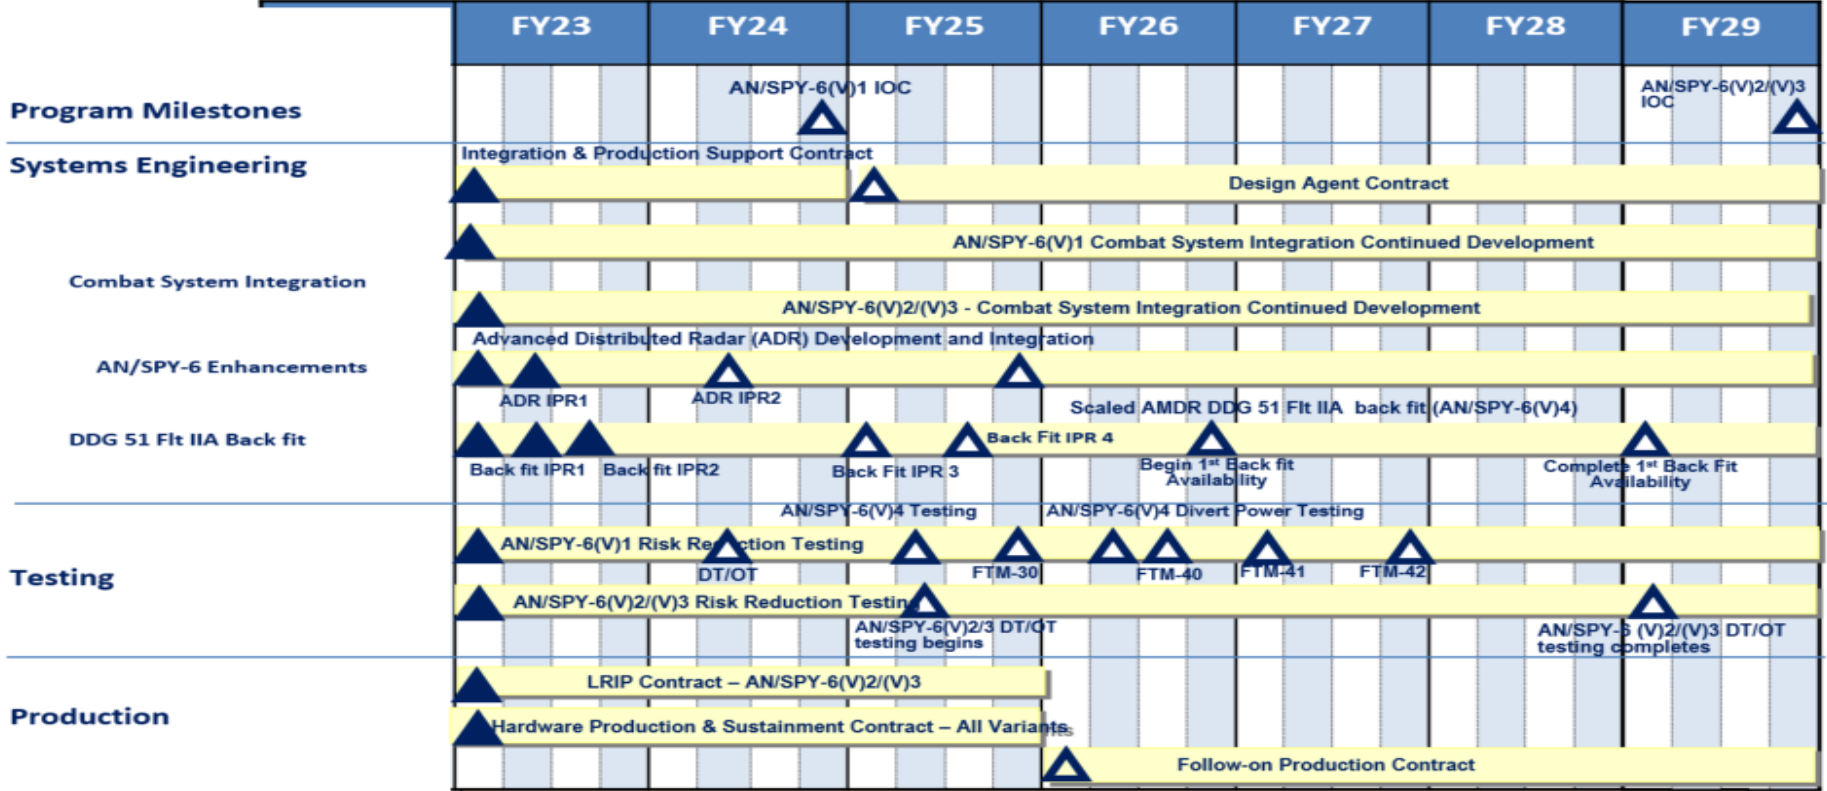 FY23 FY24 FY25 FY26 FY27 FY28 FY29
Program Milestones
AN/SPY-6(V)1 IOC
AN/SPY-6(V)2/(V)3
IOC
Systems Engineering
Integration & Production Support Contract
Design Agent Contract
AN/SPY-6(V)1 Combat System Integration Continued Development
Combat System Integration
AN/SPY-6(V)2/(V)3 - Combat System Integration Continued Development
Advanced Distributed Radar (ADR) Development and Integration
AN/SPY-6 Enhancements
ADR IPR1
ADR IPR2
Scaled AMDR DDG 51 Flt IIA back fit (AN/SPY-6(V)4)
DDG 51 Flt IIA Back fit
Back Fit IPR 4
Back fit IPR1
Back fit IPR2
Back Fit IPR 3
Begin 1st Back fit
Availability
Complete 1st Back Fit
Availability
AN/SPY-6(V)4 Testing
AN/SPY-6(V)4 Divert Power Testing
Testing
AN/SPY-6(V)1 Risk Reduction Testing
DT/OT
FTM-30
FTM-40
FTM-41
FTM-42
AN/SPY-6(V)2/(V)3 Risk Reduction Testing
AN/SPY-6(V)2/3 DT/OT
testing begins
AN/SPY-6 (V)2/(V)3 DT/OT
testing completes
Production
LRIP Contract – AN/SPY-6(V)2/(V)3
Hardware Production & Sustainment Contract – All Variants
Follow-on Production Contract